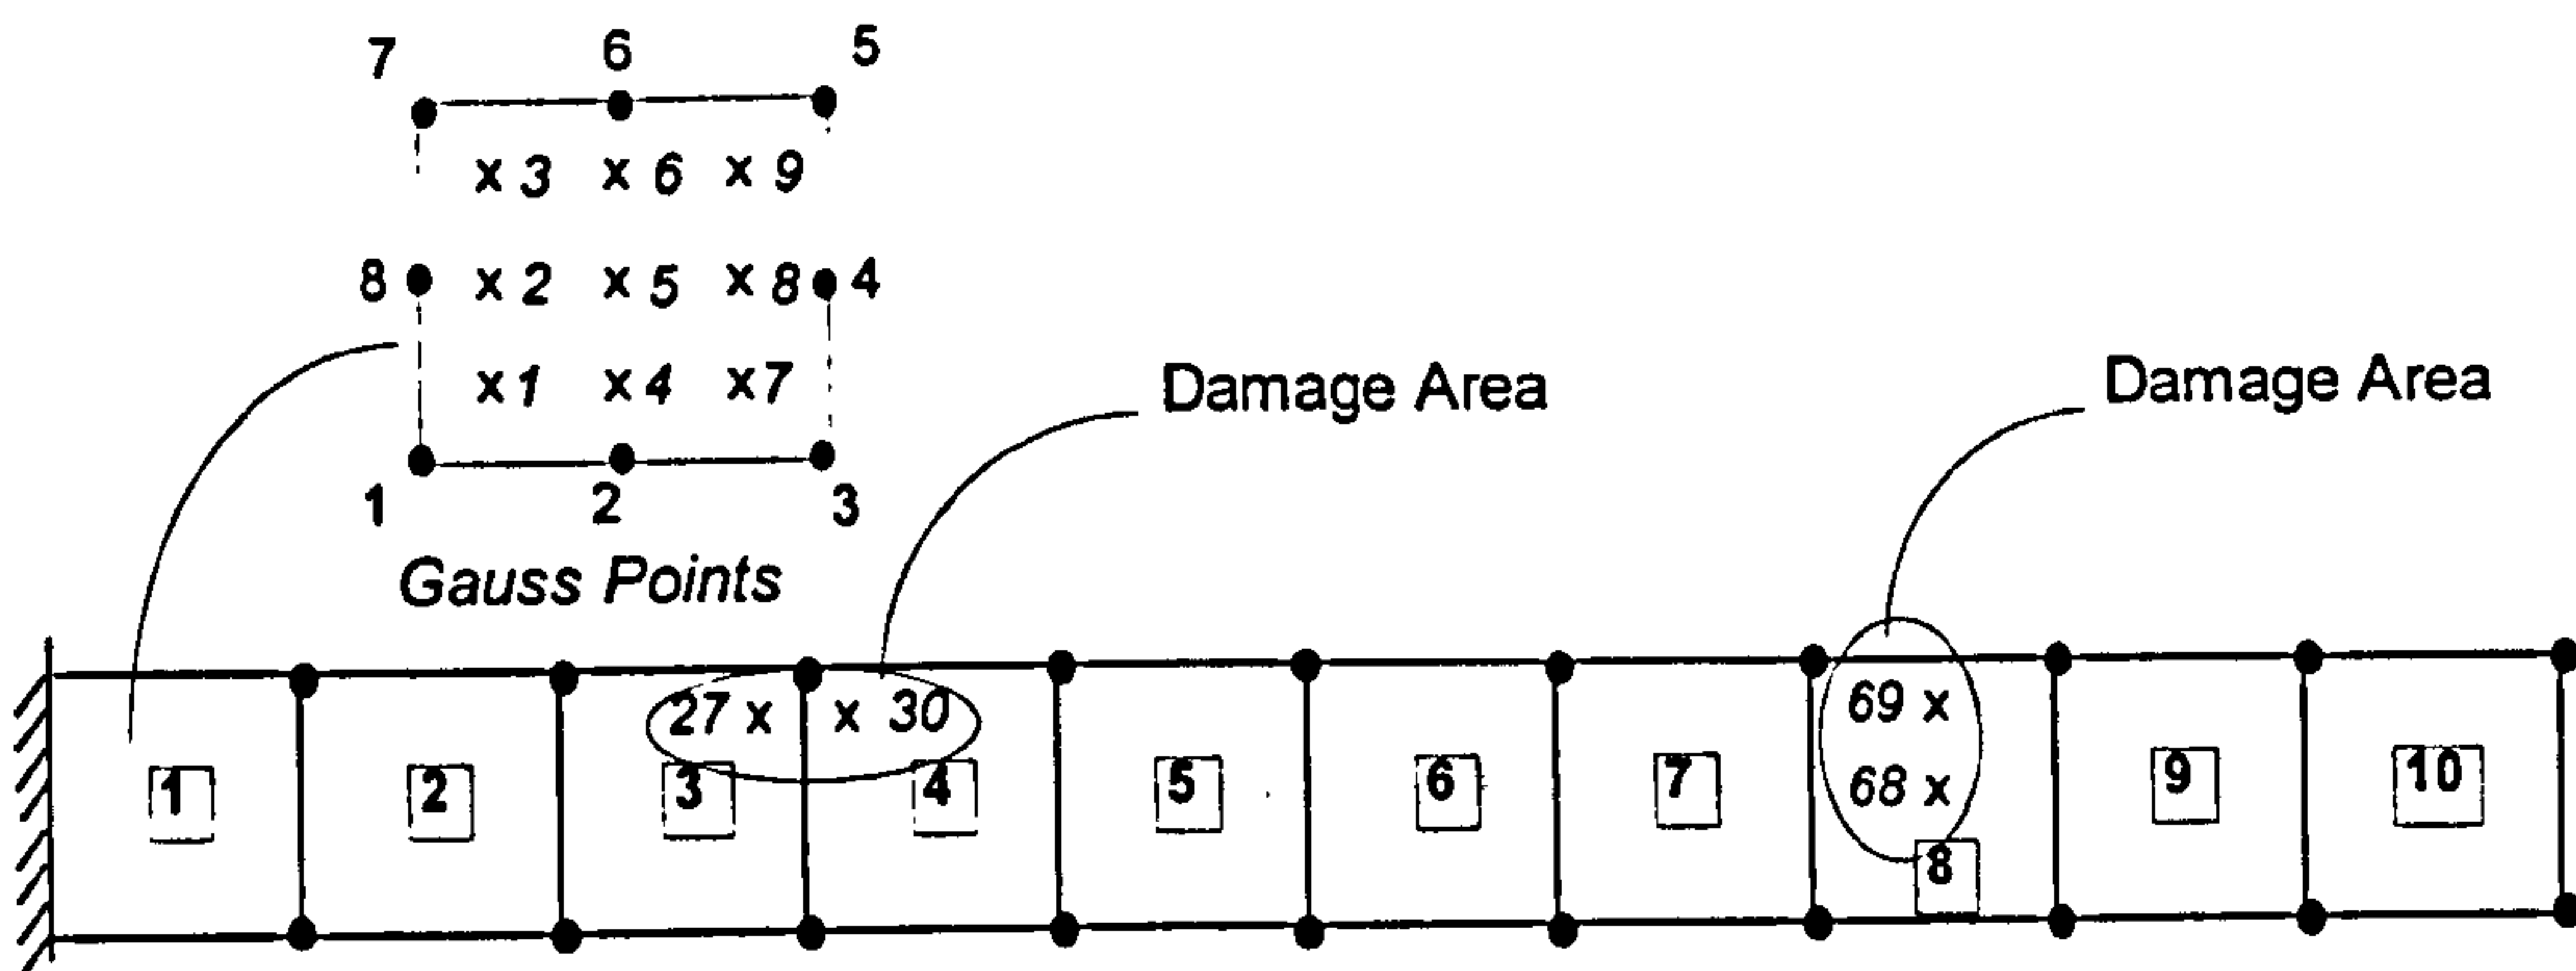 7 6 5
x 3 x 6 x 9
8 x 2 x 5 x 8 4
x 1 x 4 x 7
1 2 3
Gauss Points
Damage Area
Damage Area
27 x x 30
69 x
68 x
1 2 3 4 5 6 7 8 9 10